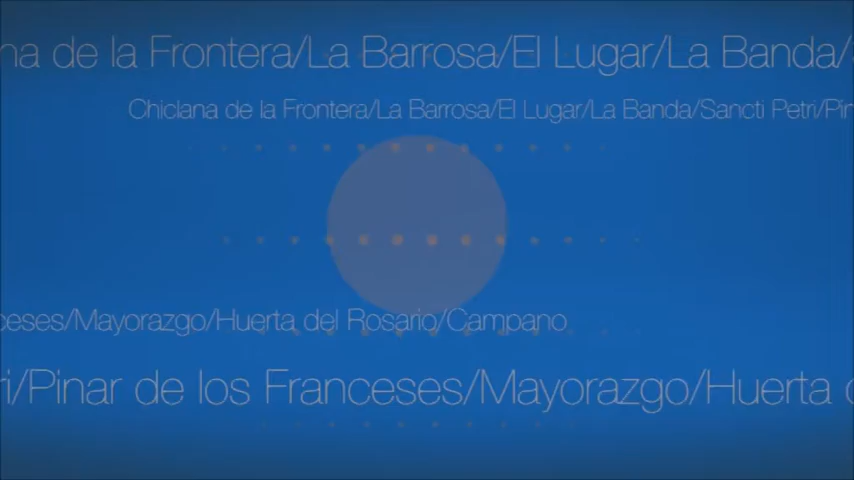 na de la Frontera/La Barrosa/El Lugar/La Banda/
Chiclana de la Frontera/La Barrosa/El Lugar/La Banda/Sancti Petri/Pin
ceses/Mayorazgo/Huerta del Rosario/Campano
ri/Pinar de los Franceses/Mayorazgo/Huerta d